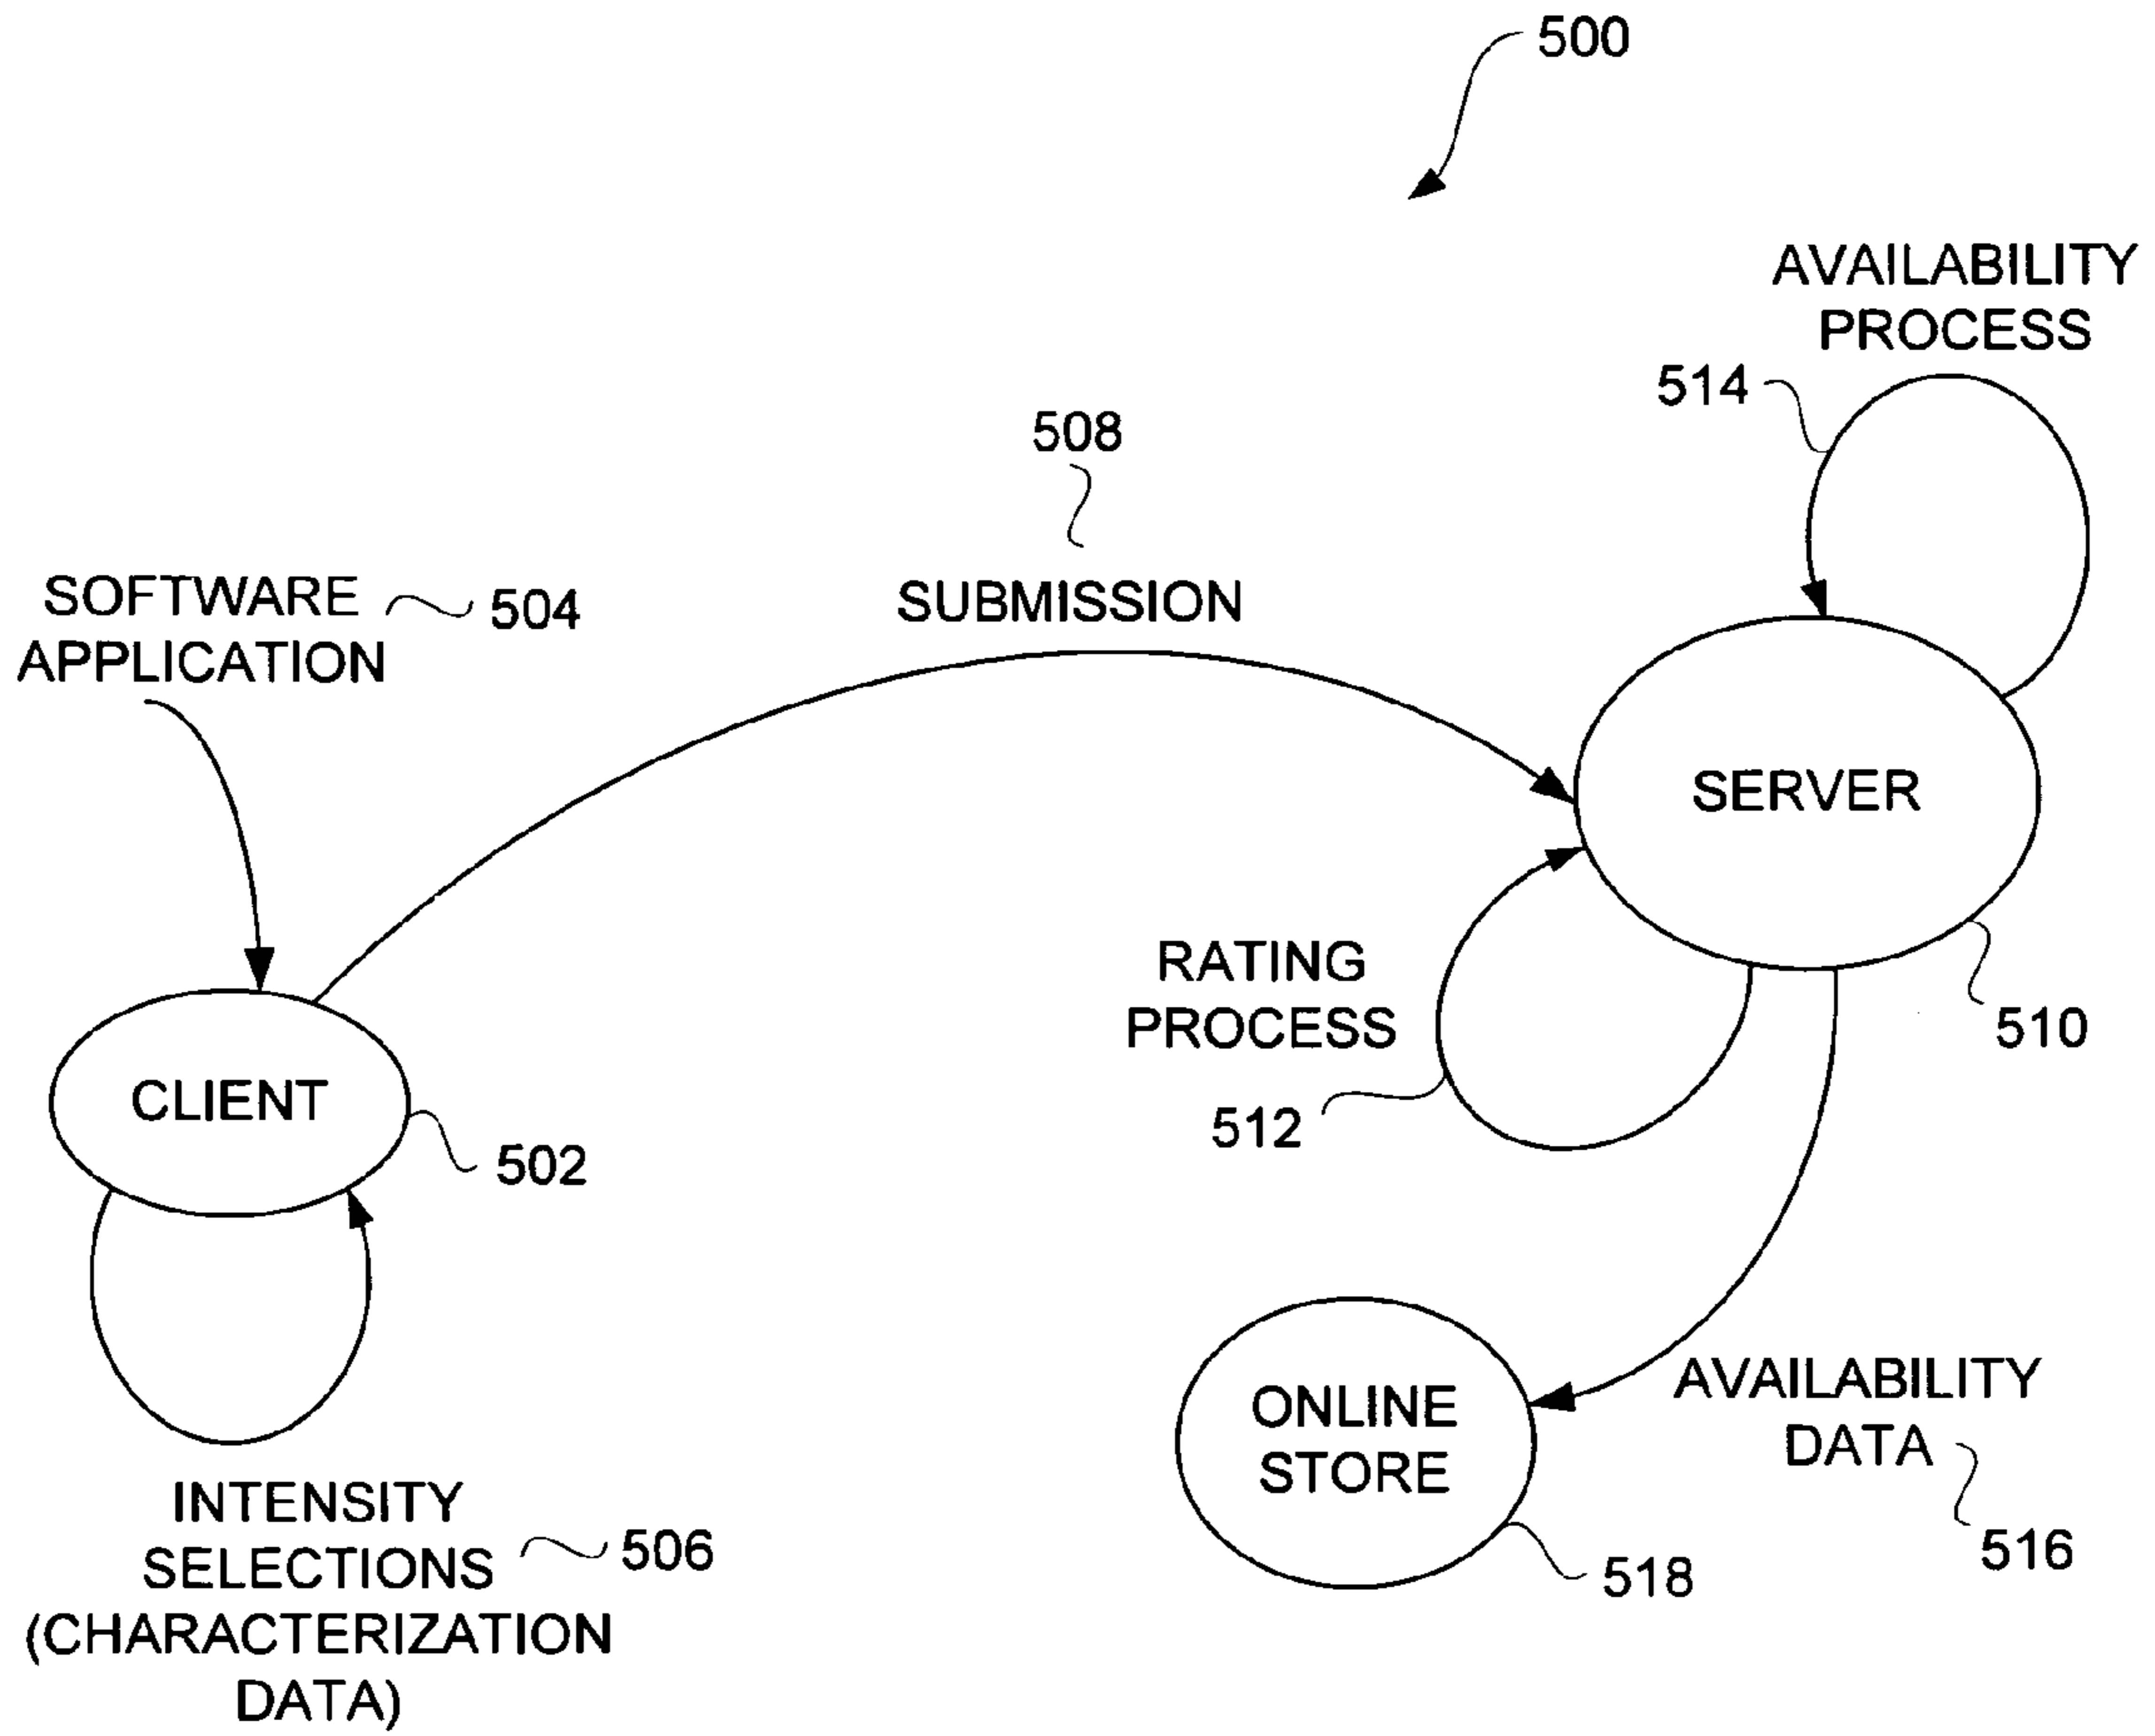 500
AVAILABILITY
PROCESS
514
508
SUBMISSION
SOFTWARE
APPLICATION
504
SERVER
510
RATING
PROCESS
512
CLIENT
502
ONLINE
STORE
518
AVAILABILITY
DATA
516
INTENSITY
SELECTIONS
(CHARACTERIZATION
DATA)
506